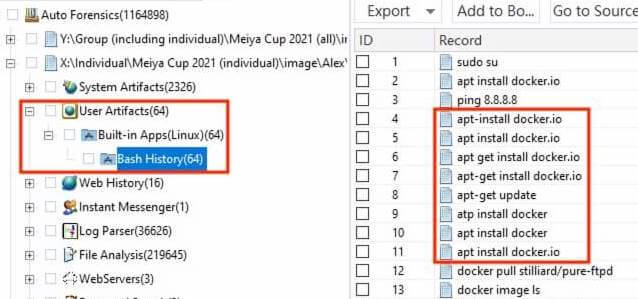 Auto Forensics(1164898)
Y:\Group (including individual)\Meiya Cup 2021 (all)\in
X:\Individual\Meiya Cup 2021 (individual)\image\Alex\
System Artifacts(2326)
User Artifacts(64)
Built-in Apps(Linux)(64)
Bash History(64)
Web History(16)
Instant Messenger(1)
Log Parser(36626)
File Analysis(219645)
WebServers(3)
Export
Add to Bo...
Go to Source
ID Record
1 sudo su
2 apt install docker.io
3 ping 8.8.8.8
4 apt-install docker.io
5 apt install docker.io
6 apt get install docker.io
7 apt-get install docker.io
8 apt-get update
9 atp install docker
10 apt install docker
11 apt install docker.io
12 docker pull stilliard/pure-ftpd
13 docker image ls